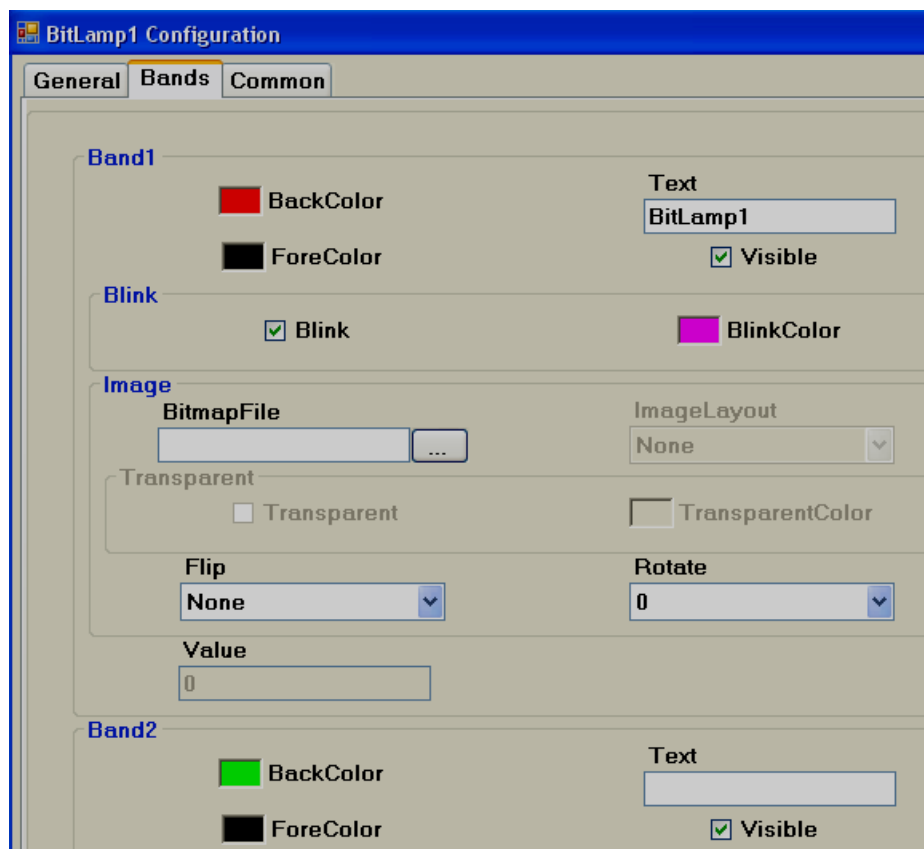 BitLamp1 Configuration
General Bands Common
Band1
BackColor
Text
BitLamp1
ForeColor
Visible
Blink
Blink
BlinkColor
Image
BitmapFile
ImageLayout
...
None
Transparent
Transparent
TransparentColor
Flip
Rotate
None
0
Value
0
Band2
BackColor
Text
ForeColor
Visible